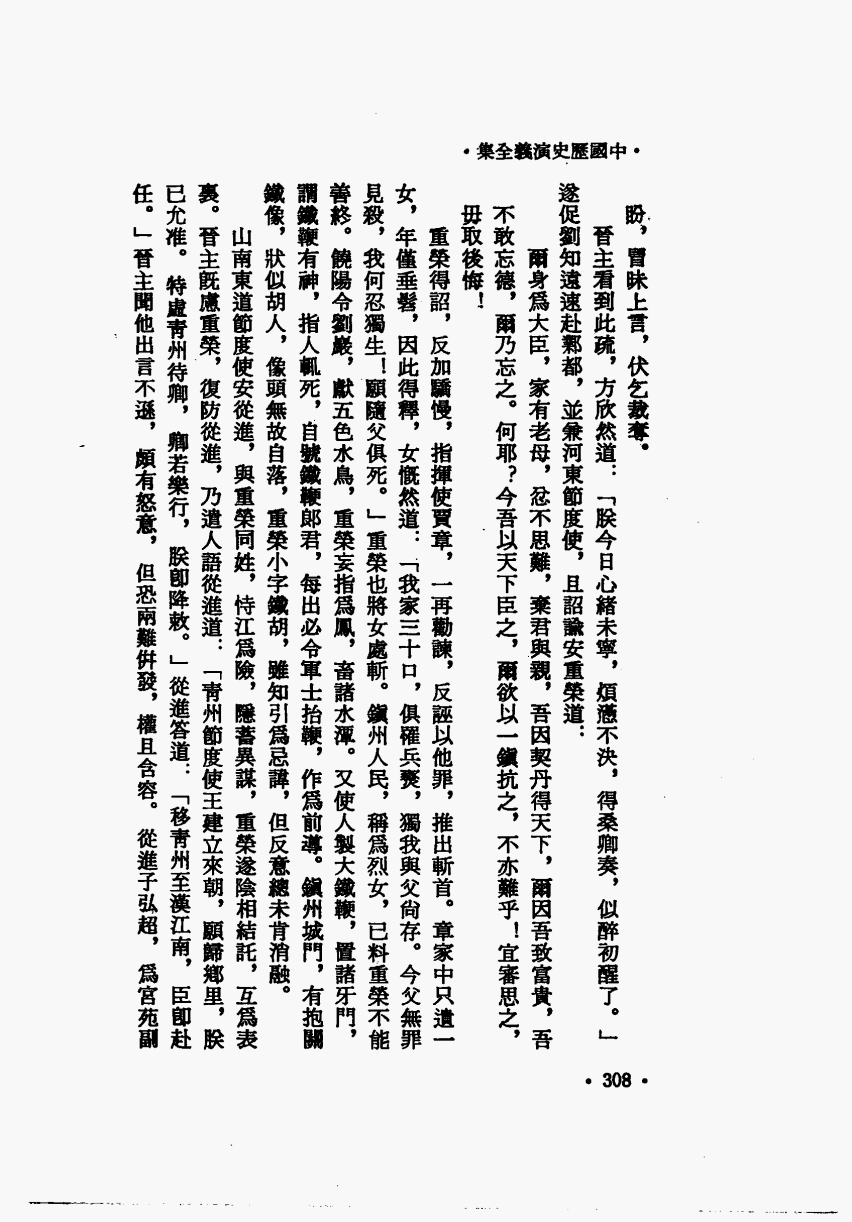 ・中國歷史演義全集・
盼，冒昧上言，伏乞裁奪。
晉主看到此疏，方欣然道：「朕今日心緒未寧，煩懣不決，得桑卿奏，似醉初醒了。」
遂促劉知遠速赴鄴都，並兼河東節度使，且詔諭安重榮道：
爾身爲大臣，家有老母，忿不思難，棄君與親，吾因契丹得天下，爾因吾致富貴，吾
不敢忘德，爾乃忘之。何耶？今吾以天下臣之，爾欲以一鎭抗之，不亦難乎！宜審思之，
毋取後悔！
重榮得詔，反加驕慢，指揮使賈章，一再勸諫，反誣以他罪，推出斬首。章家中只遺一
女，年僅垂髫，因此得釋，女慨然道：「我家三十口，俱罹兵燹，獨我與父尙存。今父無罪
見殺，我何忍獨生！願隨父俱死。」重榮也將女處斬。鎭州人民，稱爲烈女，已料重榮不能
善終。饒陽令劉巖，獻五色水鳥，重榮妄指爲鳳，畜諸水潭。又使人製大鐵鞭，置諸牙門，
謂鐵鞭有神，指人輒死，自號鐵鞭郎君，每出必令軍士抬鞭，作爲前導。鎭州城門，有抱關
鐵像，狀似胡人，像頭無故自落，重榮小字鐵胡，雖知引爲忌諱，但反意總未肯消融。
山南東道節度使安從進，與重榮同姓，恃江爲險，隱蓄異謀，重榮遂陰相結託，互爲表
裏。晉主旣慮重榮，復防從進，乃遣人語從進道：「靑州節度使王建立來朝，願歸鄉里，朕
已允准。特虛靑州待卿，卿若樂行，朕卽降敕。」從進答道：「移靑州至漢江南，臣卽赴
任。」晉主聞他出言不遜，頗有怒意，但恐兩難倂發，權且含容。從進子弘超，爲宮苑副
・308・